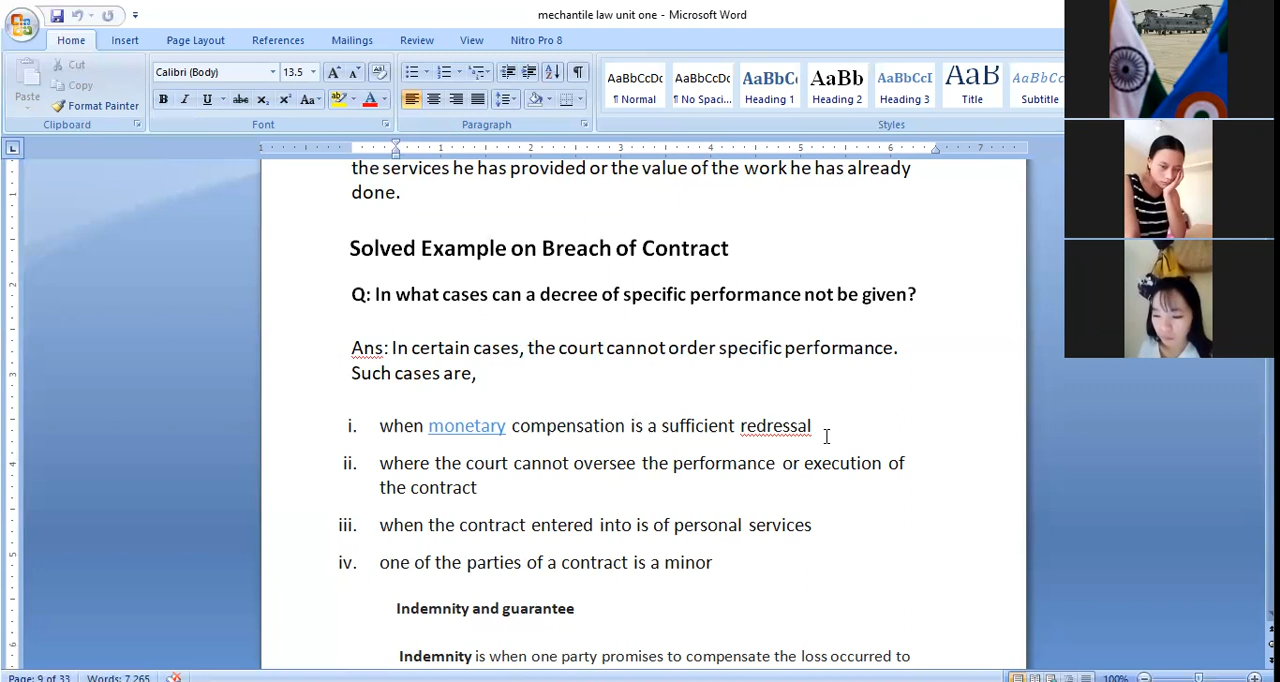 mechantile law unit one - Microsoft Word
Home Insert Page Layout References Mailings Review View Nitro Pro 8
Paste
Cut
Copy
Format Painter
Calibri (Body) 13.5
AaBbCcDc AaBbCcDc AaBbC AaBb AaBbCcI AaB AaBbCc
¶ Normal ¶ No Spaci... Heading 1 Heading 2 Heading 3 Title Subtitle
Clipboard Font Paragraph Styles
the services he has provided or the value of the work he has already
done.
Solved Example on Breach of Contract
Q: In what cases can a decree of specific performance not be given?
Ans: In certain cases, the court cannot order specific performance.
Such cases are,
i. when monetary compensation is a sufficient redressal
ii. where the court cannot oversee the performance or execution of
the contract
iii. when the contract entered into is of personal services
iv. one of the parties of a contract is a minor
Indemnity and guarantee
Indemnity is when one party promises to compensate the loss occurred to
Page: 9 of 33 Words: 7,265 100%